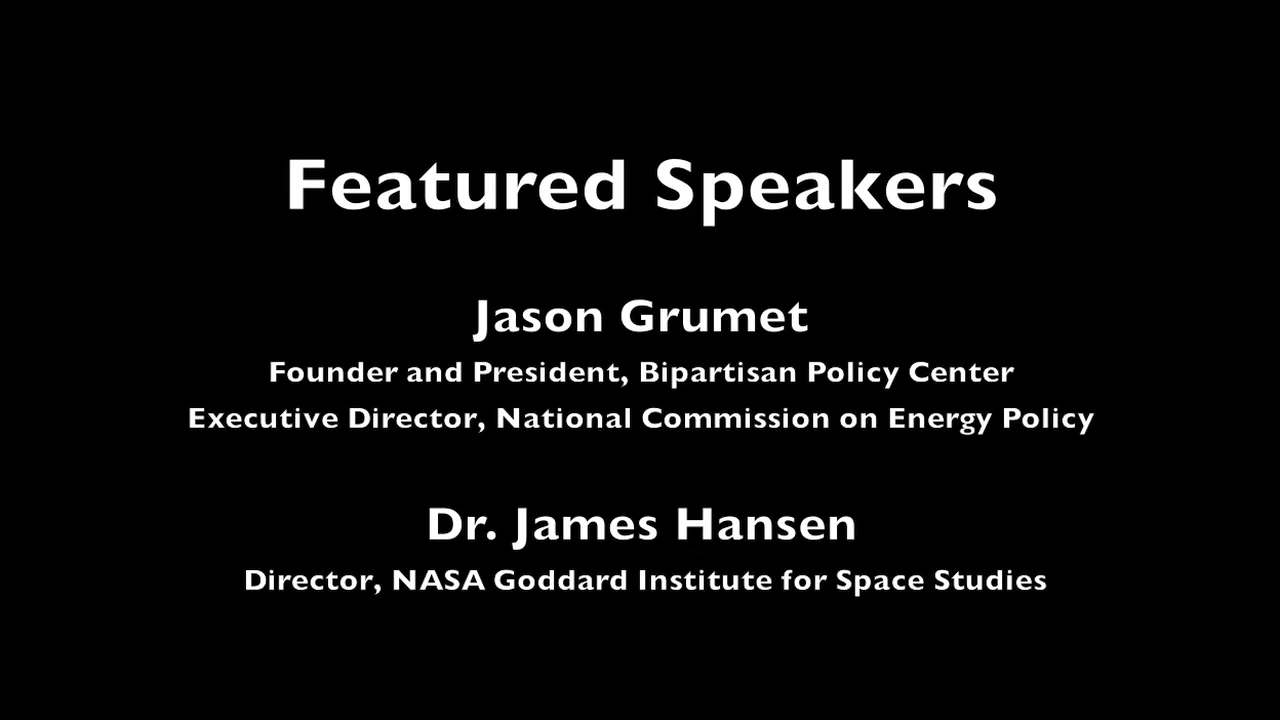 Featured Speakers
Jason Grumet
Founder and President, Bipartisan Policy Center
Executive Director, National Commission on Energy Policy
Dr. James Hansen
Director, NASA Goddard Institute for Space Studies